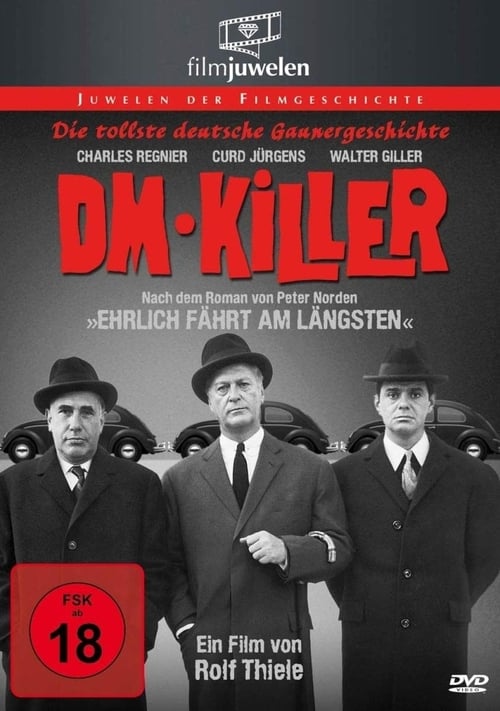 filmjuwelen
JUWELEN DER FILMGESCHICHTE
Die tollste deutsche Gaunergeschichte
CHARLES REGNIER CURD JÜRGENS WALTER GILLER
DM·KiLLER
Nach dem Roman von Peter Norden
»EHRLICH FÄHRT AM LÄNGSTEN«
FSK
ab
18
Ein Film von
Rolf Thiele
DVD
VIDEO